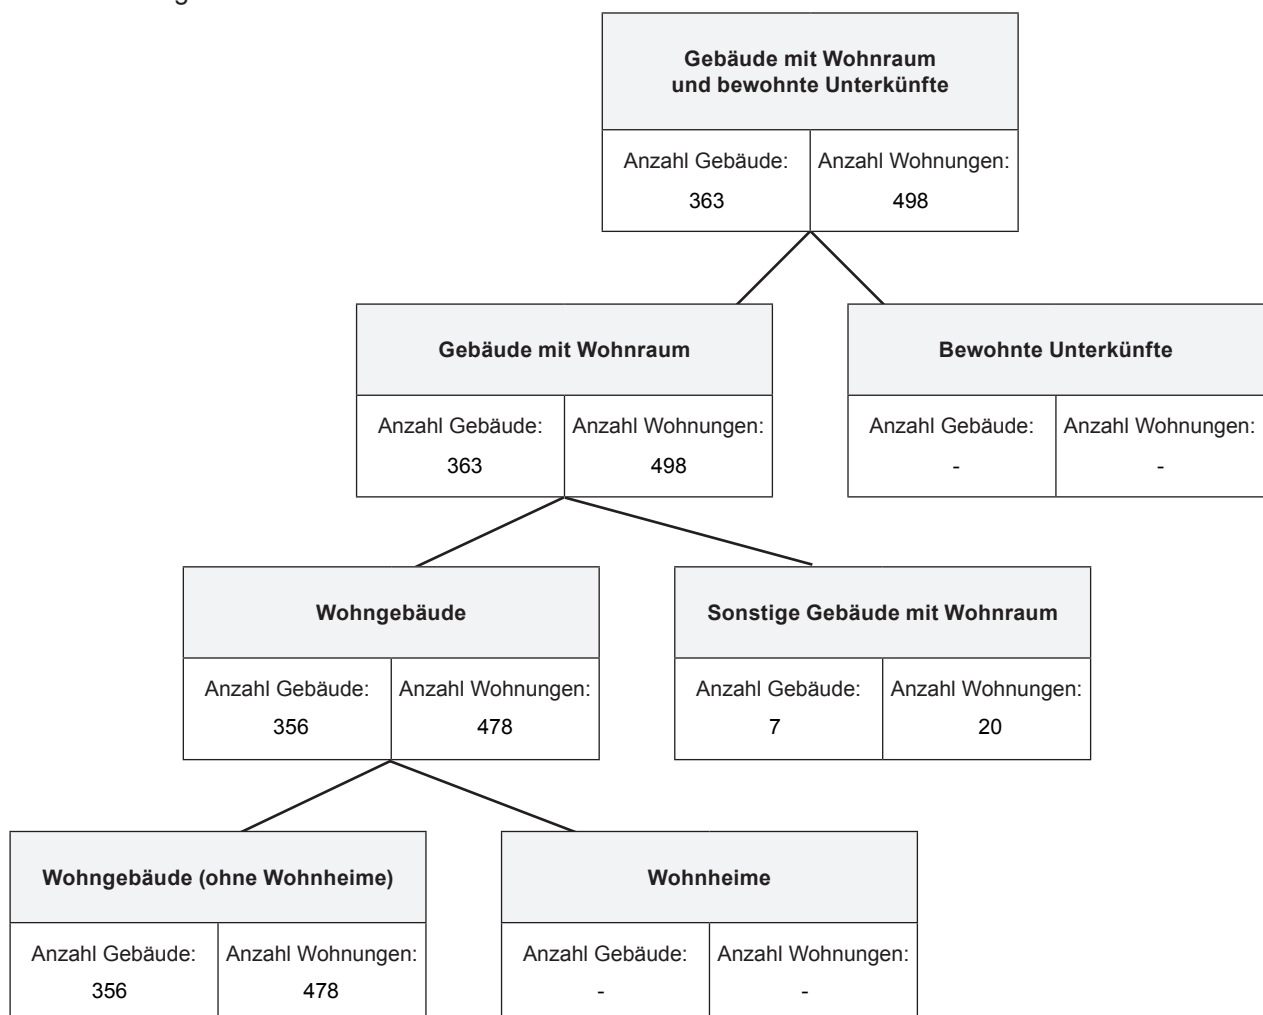 Gebäude mit Wohnraum
und bewohnte Unterkünfte
Anzahl Gebäude:
363
Anzahl Wohnungen:
498
Gebäude mit Wohnraum
Anzahl Gebäude:
363
Anzahl Wohnungen:
498
Bewohnte Unterkünfte
Anzahl Gebäude:
-
Anzahl Wohnungen:
-
Wohngebäude
Anzahl Gebäude:
356
Anzahl Wohnungen:
478
Sonstige Gebäude mit Wohnraum
Anzahl Gebäude:
7
Anzahl Wohnungen:
20
Wohngebäude (ohne Wohnheime)
Anzahl Gebäude:
356
Anzahl Wohnungen:
478
Wohnheime
Anzahl Gebäude:
-
Anzahl Wohnungen:
-